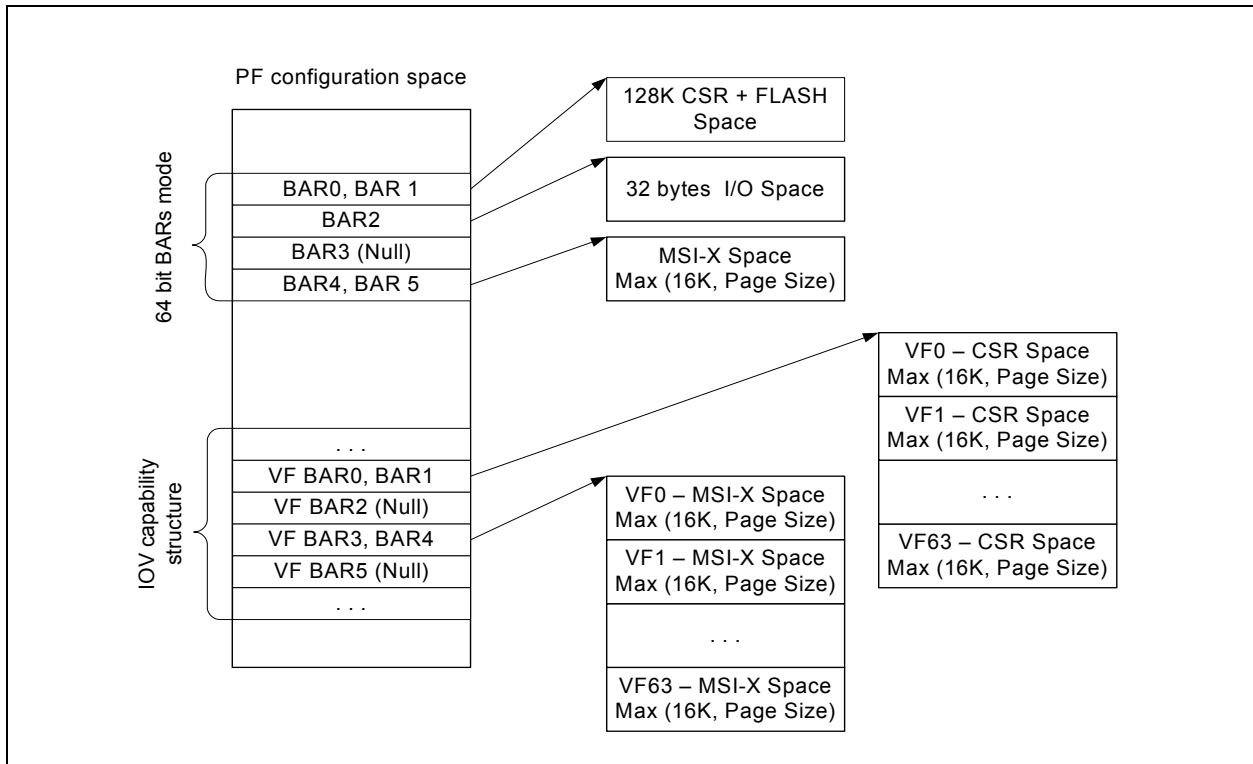 PF configuration space
64 bit BARs mode
BAR0, BAR 1
BAR2
BAR3 (Null)
BAR4, BAR 5
128K CSR + FLASH
Space
32 bytes  I/O Space
MSI-X Space
Max (16K, Page Size)
IOV capability
structure
. . .
VF BAR0, BAR1
VF BAR2 (Null)
VF BAR3, BAR4
VF BAR5 (Null)
. . .
VF0 – MSI-X Space
Max (16K, Page Size)
VF1 – MSI-X Space
Max (16K, Page Size)
. . .
VF63 – MSI-X Space
Max (16K, Page Size)
VF0 – CSR Space
Max (16K, Page Size)
VF1 – CSR Space
Max (16K, Page Size)
. . .
VF63 – CSR Space
Max (16K, Page Size)